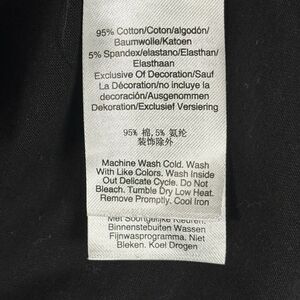 95% Cotton/Coton/algodón/
Baumwolle/Katoen
5% Spandex/elastano/Elasthan/
Elasthaan
Exclusive Of Decoration/Sauf
La Décoration/no incluye la
decoración/Ausgenommen
Dekoration/Exclusief Versiering
95% 棉,5% 氨纶
装饰除外
Machine Wash Cold. Wash
With Like Colors. Wash Inside
Out Delicate Cycle. Do Not
Bleach. Tumble Dry Low Heat.
Remove Promptly. Cool Iron
Met Soortgelijke Kleuren.
Binnenstebuiten Wassen
Fijnwasprogramma. Niet
Bleken. Koel Drogen